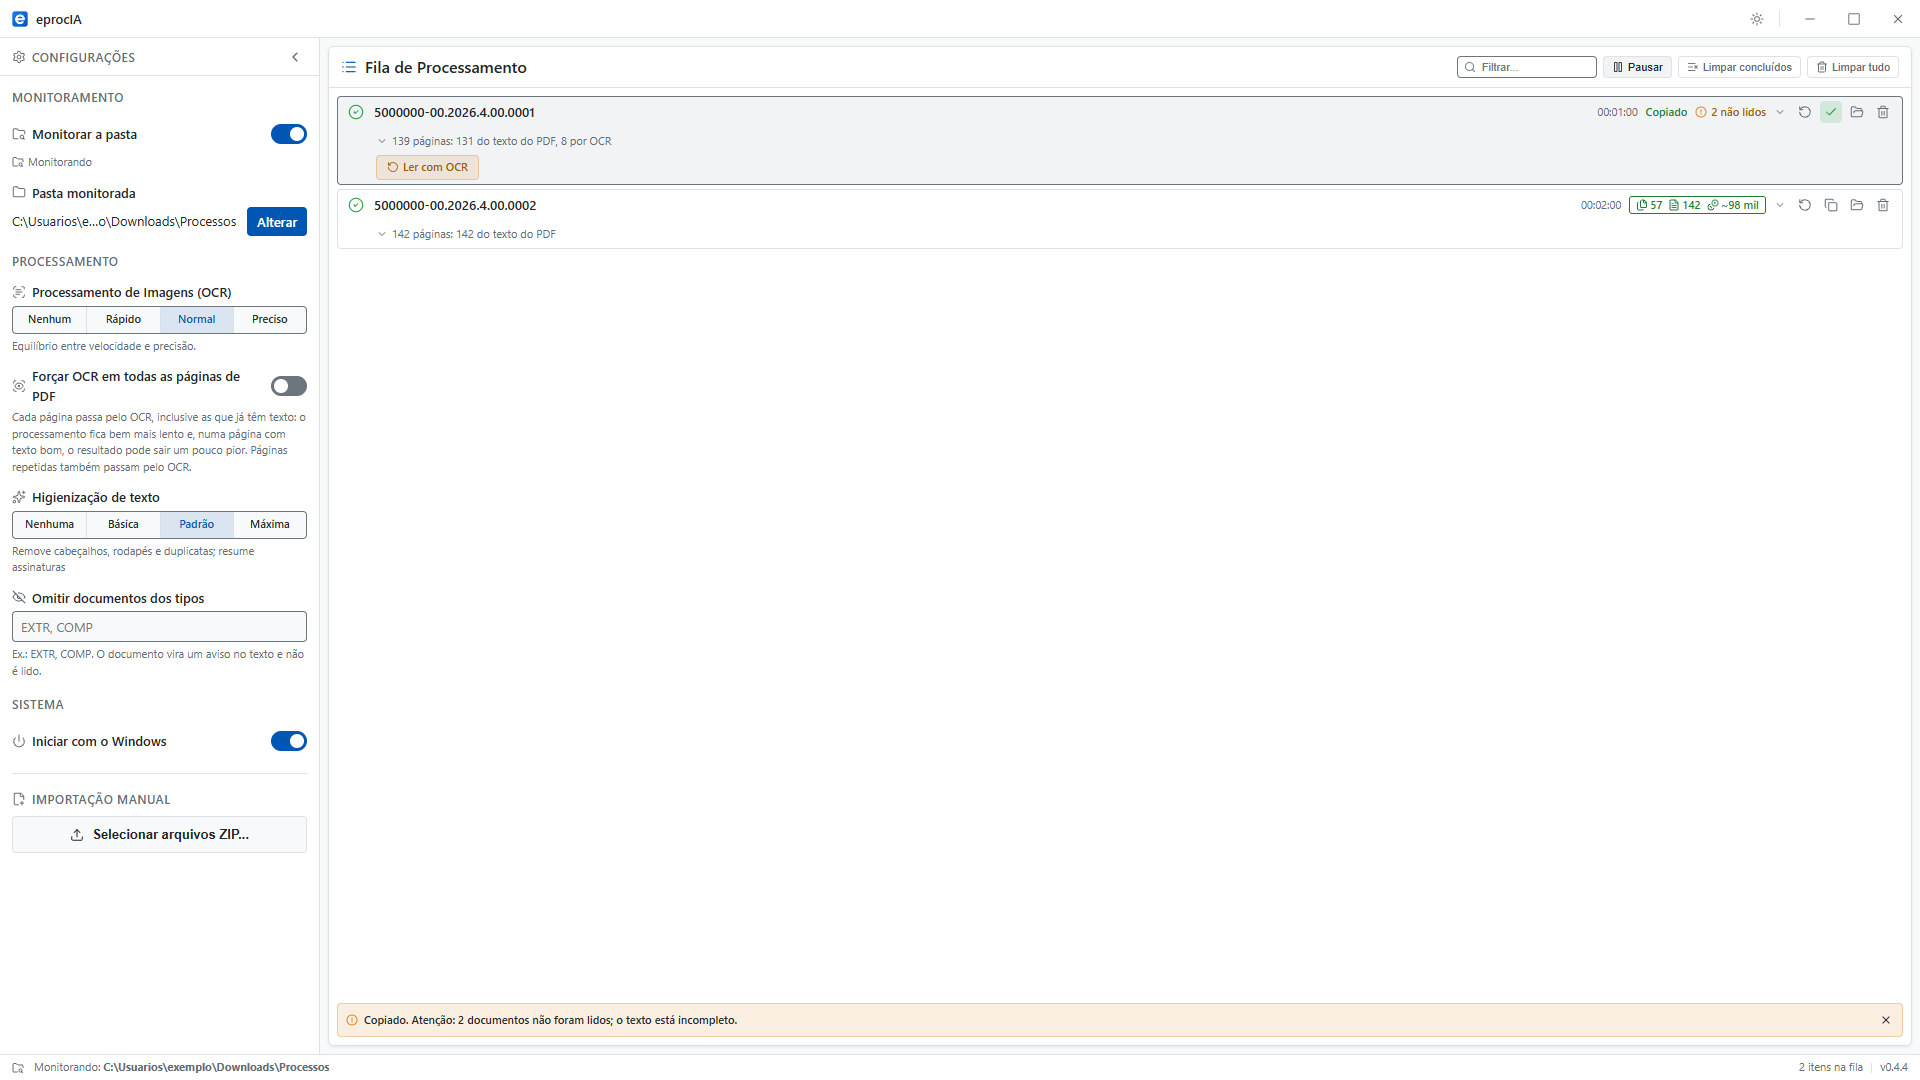 eprocIA
CONFIGURAÇÕES
MONITORAMENTO
Monitorar a pasta
Monitorando
Pasta monitorada
C:\Usuarios\e...o\Downloads\Processos
Alterar
PROCESSAMENTO
Processamento de Imagens (OCR)
Nenhum Rápido Normal Preciso
Equilíbrio entre velocidade e precisão.
Forçar OCR em todas as páginas de
PDF
Cada página passa pelo OCR, inclusive as que já têm texto: o
processamento fica bem mais lento e, numa página com
texto bom, o resultado pode sair um pouco pior. Páginas
repetidas também passam pelo OCR.
Higienização de texto
Nenhuma Básica Padrão Máxima
Remove cabeçalhos, rodapés e duplicatas; resume
assinaturas
Omitir documentos dos tipos
EXTR, COMP
Ex.: EXTR, COMP. O documento vira um aviso no texto e não
é lido.
SISTEMA
Iniciar com o Windows
IMPORTAÇÃO MANUAL
Selecionar arquivos ZIP...
Fila de Processamento
Filtrar...
Pausar
Limpar concluídos
Limpar tudo
5000000-00.2026.4.00.0001
00:01:00 Copiado 2 não lidos
139 páginas: 131 do texto do PDF, 8 por OCR
Ler com OCR
5000000-00.2026.4.00.0002
00:02:00 57 142 ~98 mil
142 páginas: 142 do texto do PDF
Copiado. Atenção: 2 documentos não foram lidos; o texto está incompleto.
Monitorando: C:\Usuarios\exemplo\Downloads\Processos
2 itens na fila
v0.4.4